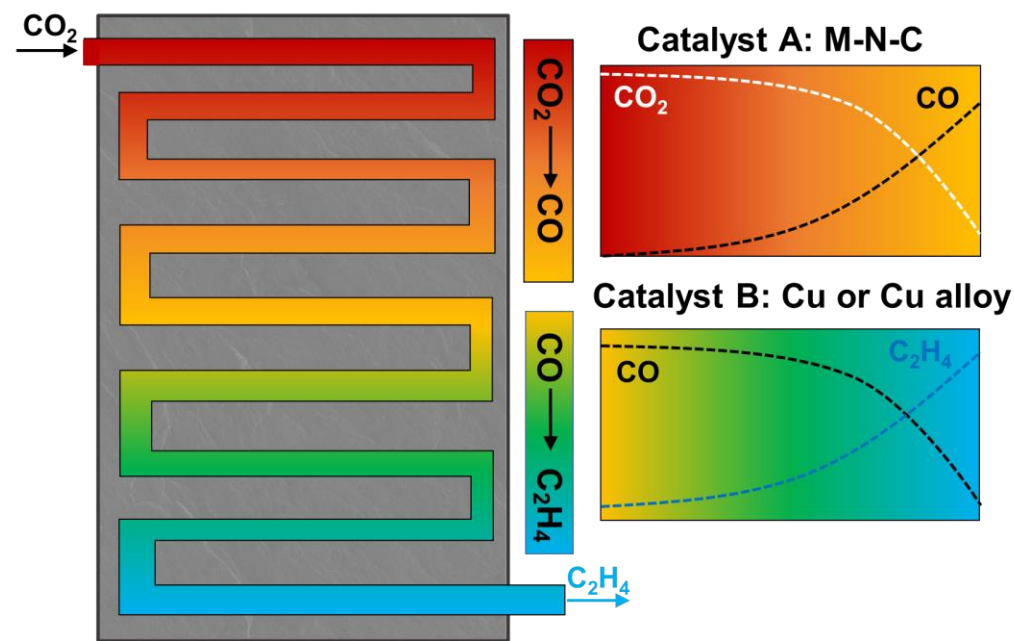 CO₂
CO₂ → CO
Catalyst A: M-N-C
CO₂
CO
CO → C₂H₄
Catalyst B: Cu or Cu alloy
CO
C₂H₄
C₂H₄